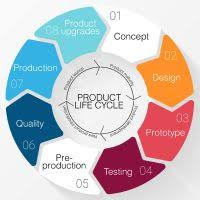 01
Concept
02
Design
03
Prototype
04
Testing
05
Pre-
production
06
Quality
07
Production
08 Product
upgrades
PRODUCT
LIFE CYCLE